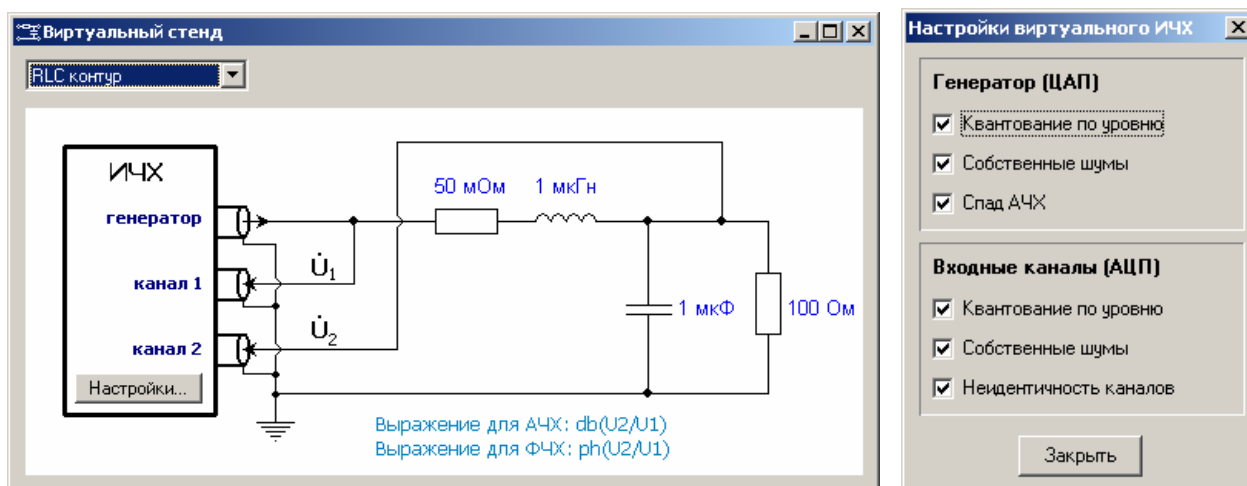 Виртуальный стенд
RLC контур
ИЧХ
генератор
канал 1
канал 2
Настройки...
U̇1
U̇2
50 мОм
1 мкГн
1 мкФ
100 Ом
Выражение для АЧХ: db(U2/U1)
Выражение для ФЧХ: ph(U2/U1)
Настройки виртуального ИЧХ
Генератор (ЦАП)
Квантование по уровню
Собственные шумы
Спад АЧХ
Входные каналы (АЦП)
Квантование по уровню
Собственные шумы
Неидентичность каналов
Закрыть